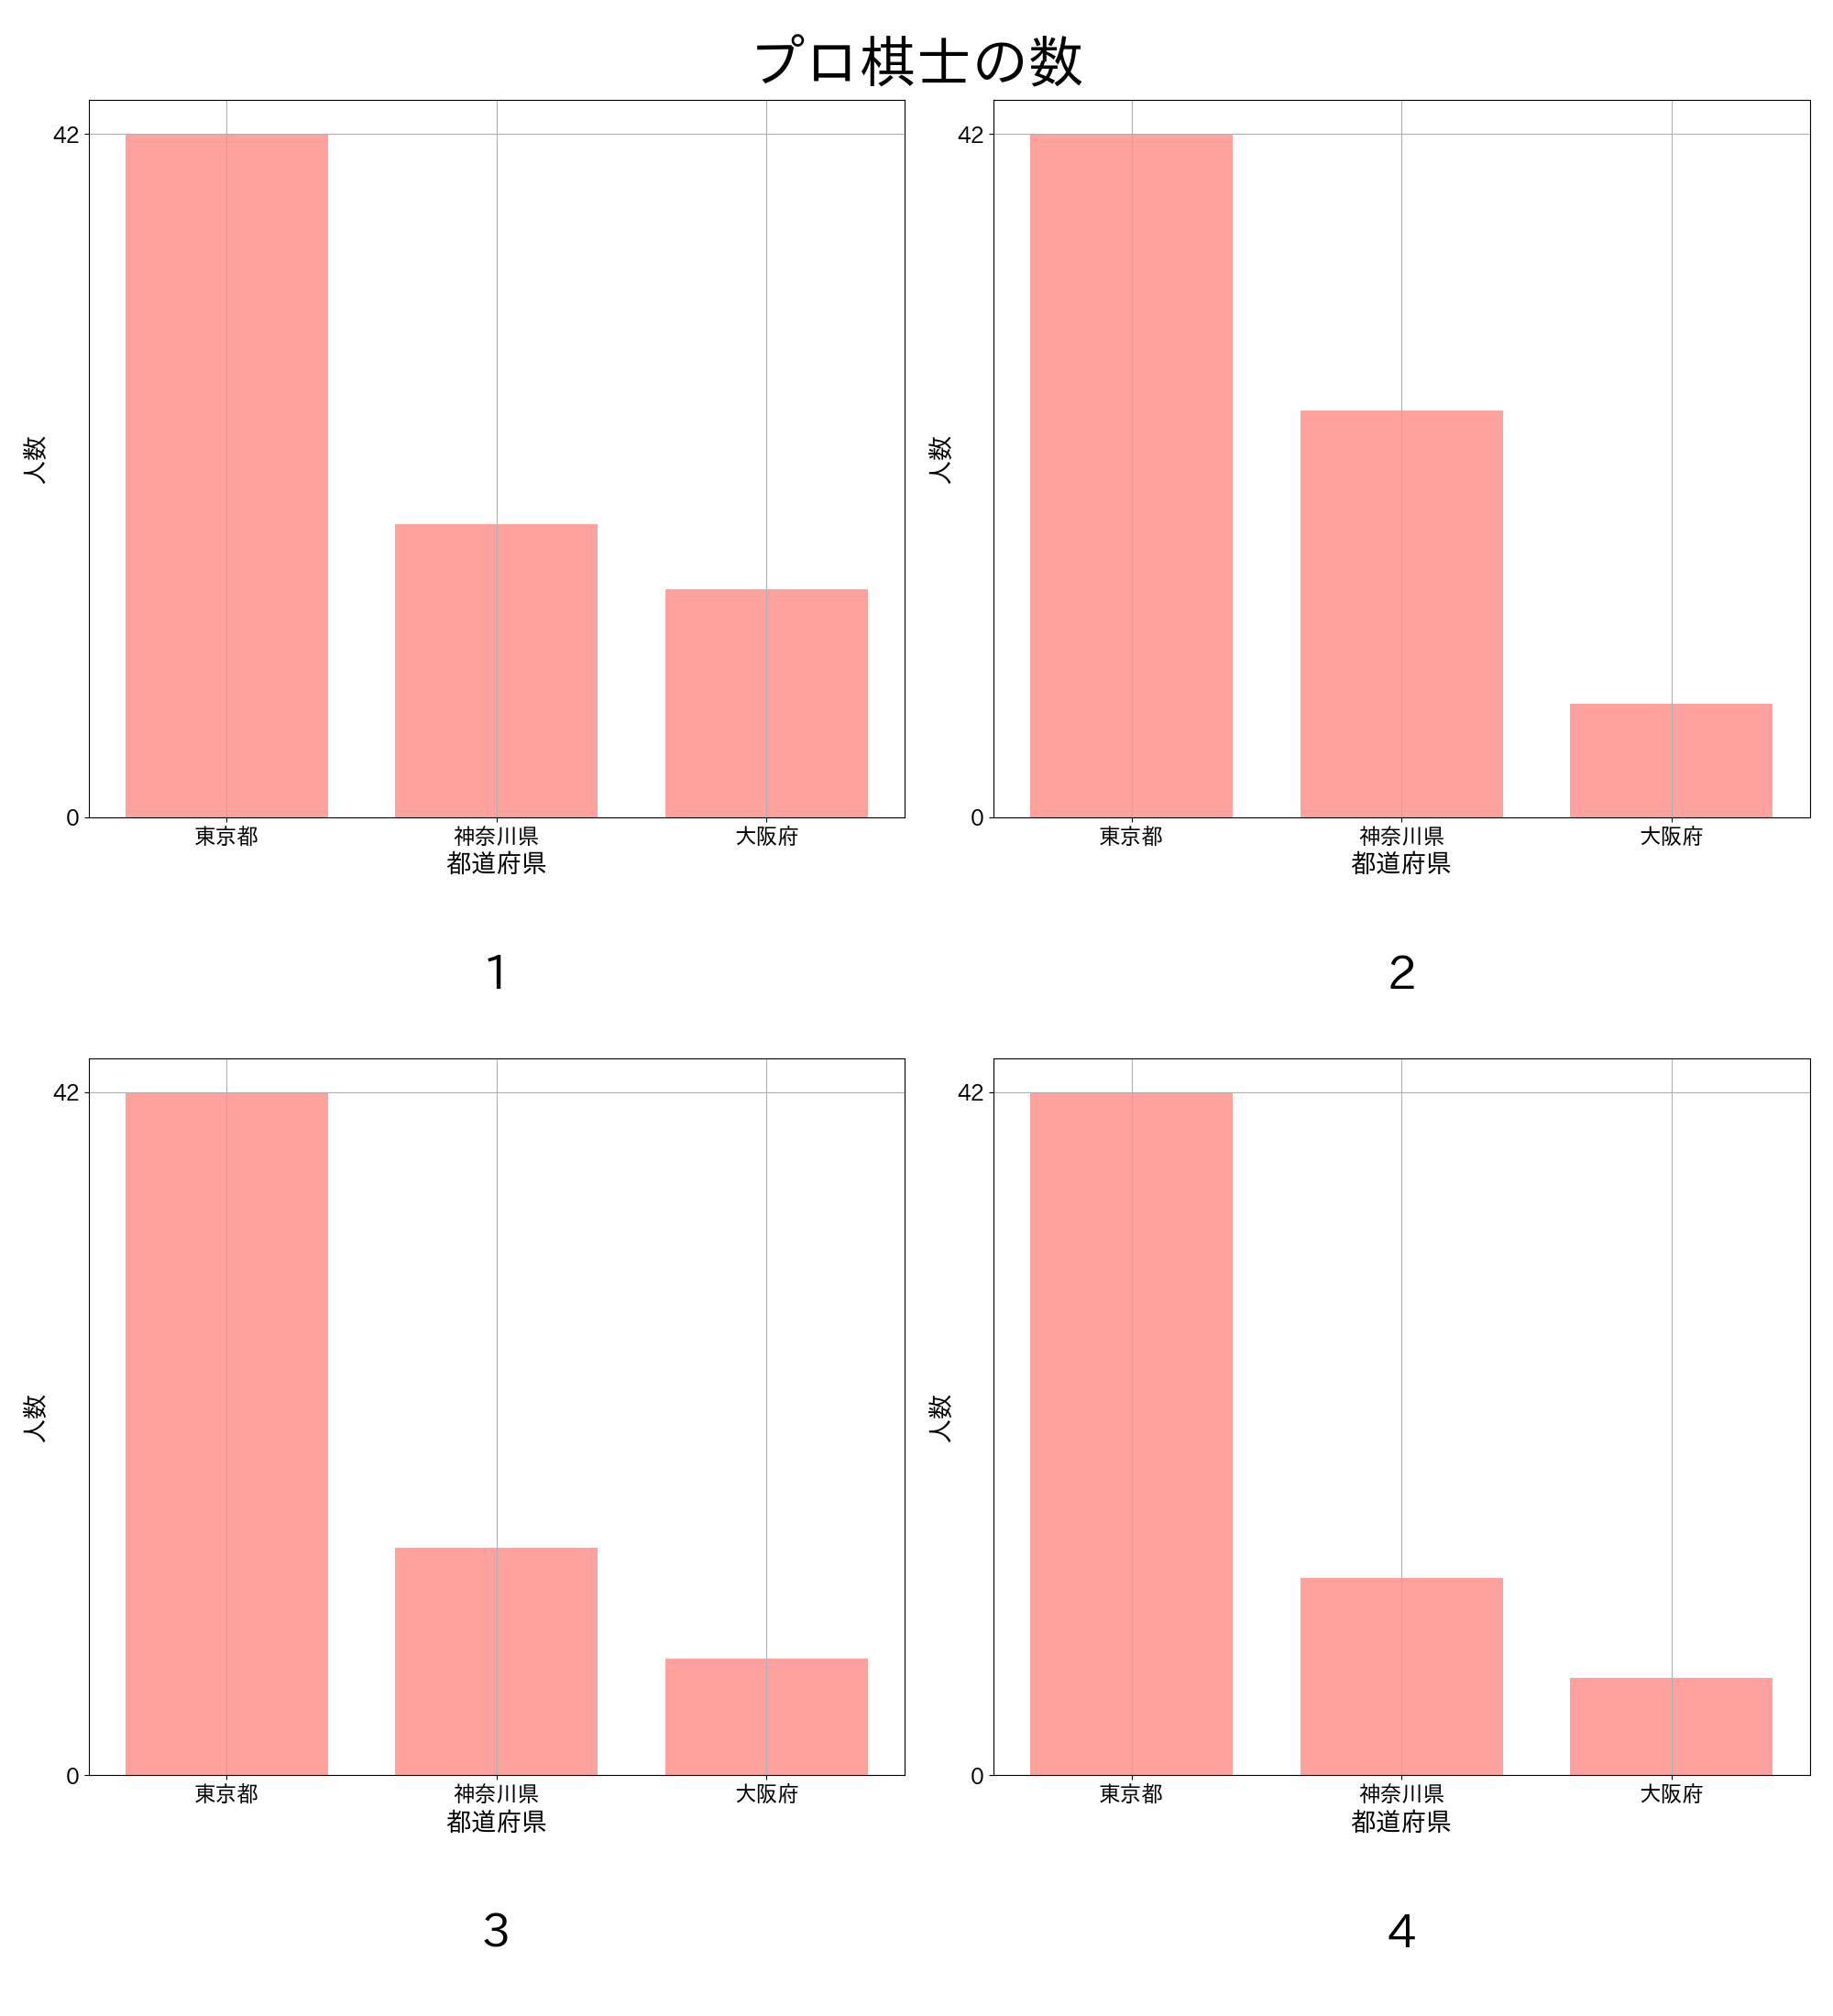 プロ棋士の数
42
0
人数
東京都 神奈川県 大阪府
都道府県
1
42
0
人数
東京都 神奈川県 大阪府
都道府県
2
42
0
人数
東京都 神奈川県 大阪府
都道府県
3
42
0
人数
東京都 神奈川県 大阪府
都道府県
4